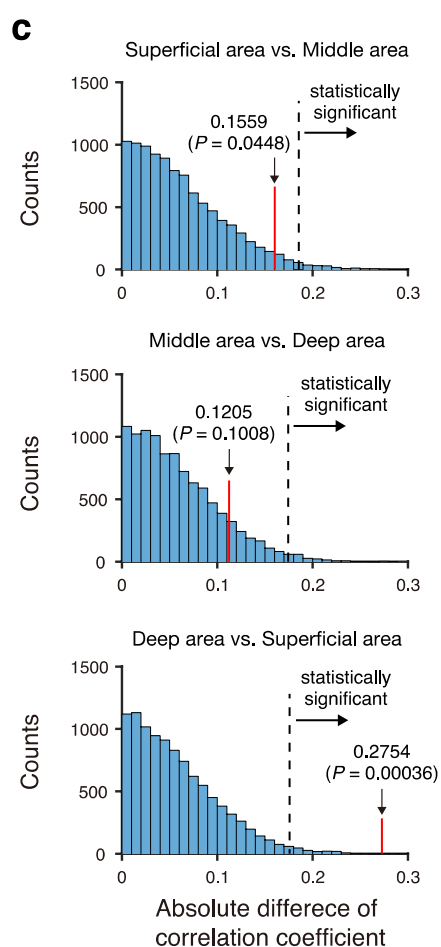 c
Superficial area vs. Middle area
1500
1000
500
0
Counts
0.1559
(P = 0.0448)
statistically
significant
0
0.1
0.2
0.3
Middle area vs. Deep area
1500
1000
500
0
Counts
0.1205
(P = 0.1008)
statistically
significant
0
0.1
0.2
0.3
Deep area vs. Superficial area
1500
1000
500
0
Counts
statistically
significant
0.2754
(P = 0.00036)
0
0.1
0.2
0.3
Absolute differece of
correlation coefficient